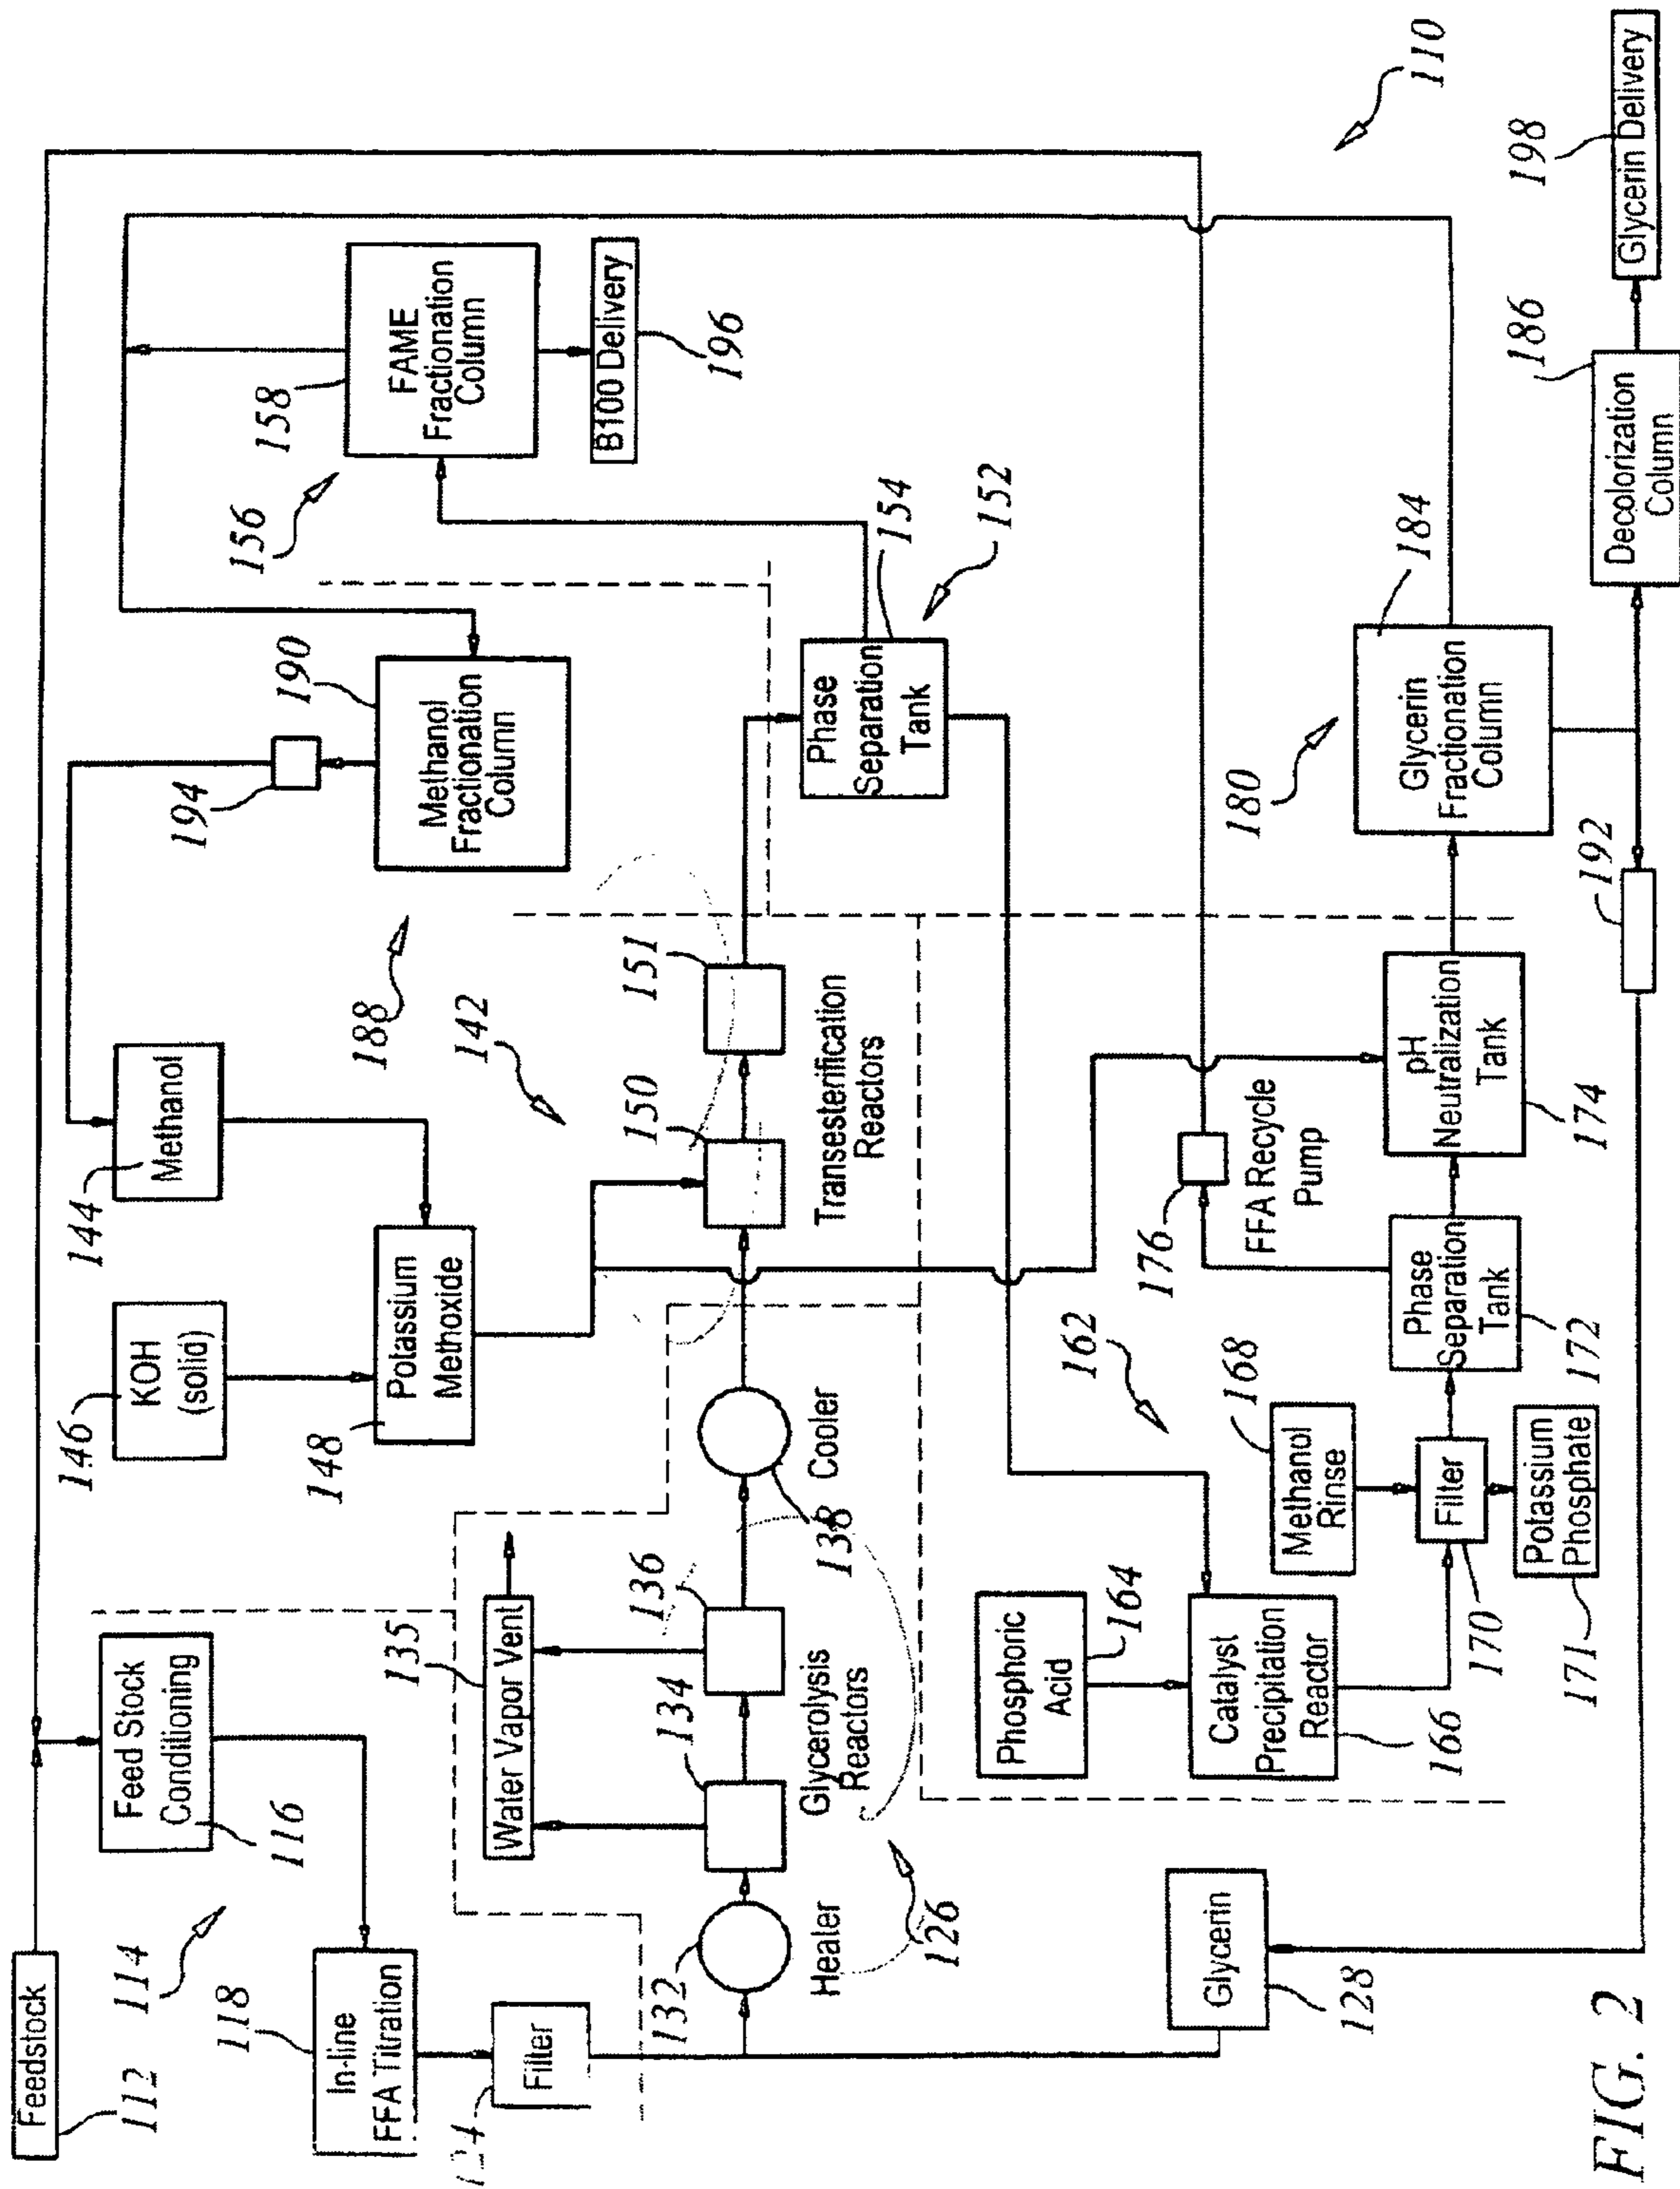 Feedstock
112
114
Feed Stock
Conditioning
116
In-line
FFA Titration
118
Filter
124
146
KOH
(solid)
144
Methanol
148
Potassium
Methoxide
188
194
190
Methanol
Fractionation
Column
156
158
FAME
Fractionation
Column
B100 Delivery
196
135
Water Vapor Vent
132
Heater
134
136
Glycerolysis
Reactors
126
138
Cooler
142
150
151
Transesterification
Reactors
Phase
Separation
Tank
154
152
Glycerin
128
Phosphoric
Acid
164
162
Catalyst
Precipitation
Reactor
166
Methanol
Rinse
168
Filter
170
Potassium
Phosphate
171
176
FFA Recycle
Pump
Phase
Separation
Tank
172
pH
Neutralization
Tank
174
180
Glycerin
Fractionation
Column
184
192
Decolorization
Column
186
Glycerin Delivery
198
110
FIG. 2